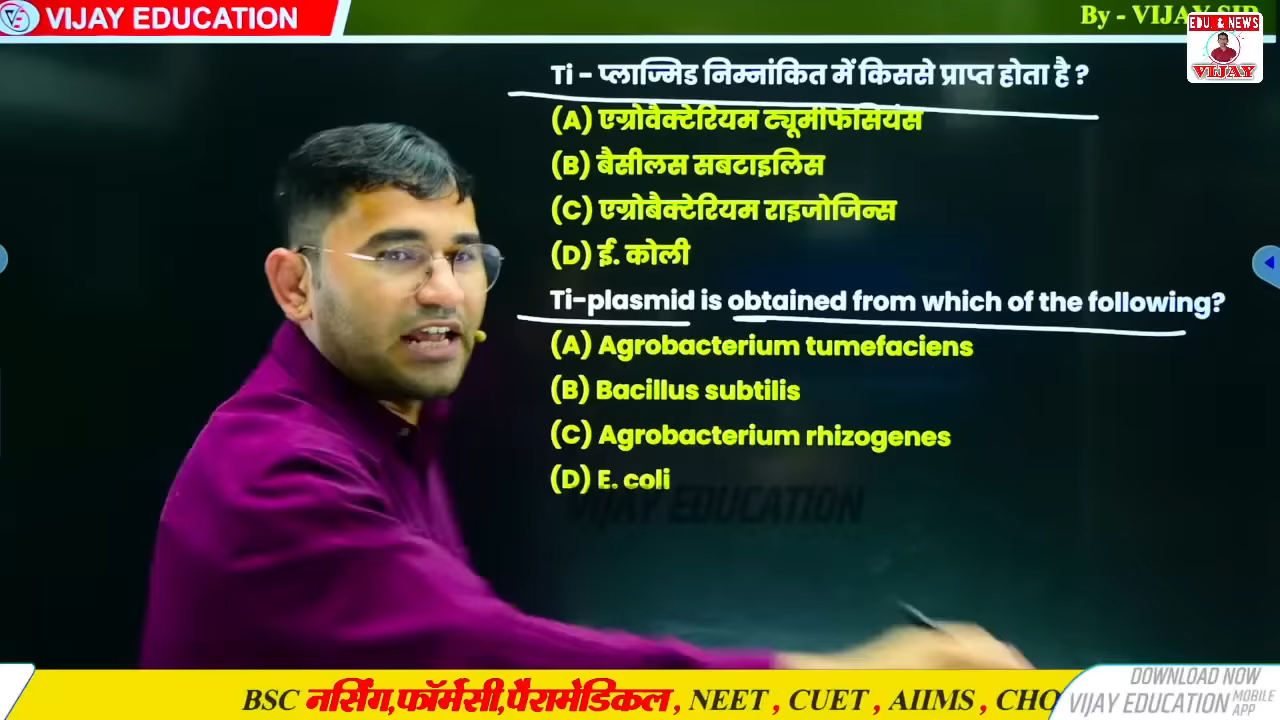 VIJAY EDUCATION
By - VIJAY SIR
EDU. & NEWS
VIJAY
Ti - प्लाज्मिड निम्नांकित में किससे प्राप्त होता है ?
(A) एग्रोवैक्टेरियम ट्यूमीफेसियंस
(B) बैसीलस सबटाइलिस
(C) एग्रोबैक्टेरियम राइजोजिन्स
(D) ई. कोली
Ti-plasmid is obtained from which of the following?
(A) Agrobacterium tumefaciens
(B) Bacillus subtilis
(C) Agrobacterium rhizogenes
(D) E. coli
VIJAY EDUCATION
BSC नर्सिंग,फॉर्मेसी,पैरामेडिकल , NEET , CUET , AIIMS , CHO
DOWNLOAD NOW
VIJAY EDUCATION MOBILE APP